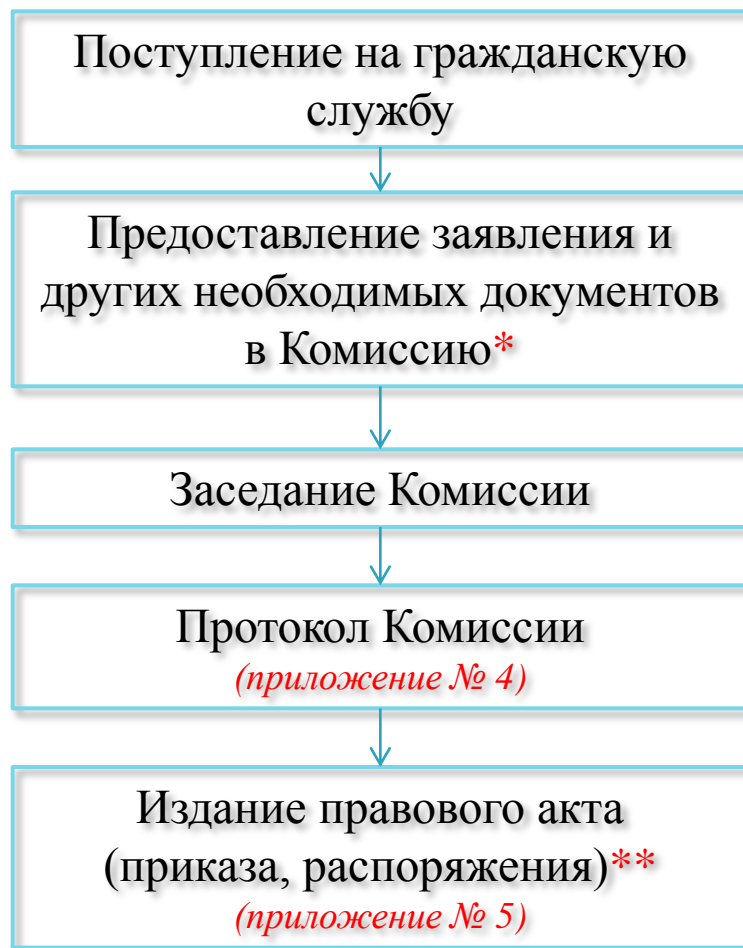 Поступление на гражданскую
службу
Предоставление заявления и
других необходимых документов
в Комиссию*
Заседание Комиссии
Протокол Комиссии
(приложение № 4)
Издание правового акта
(приказа, распоряжения)**
(приложение № 5)